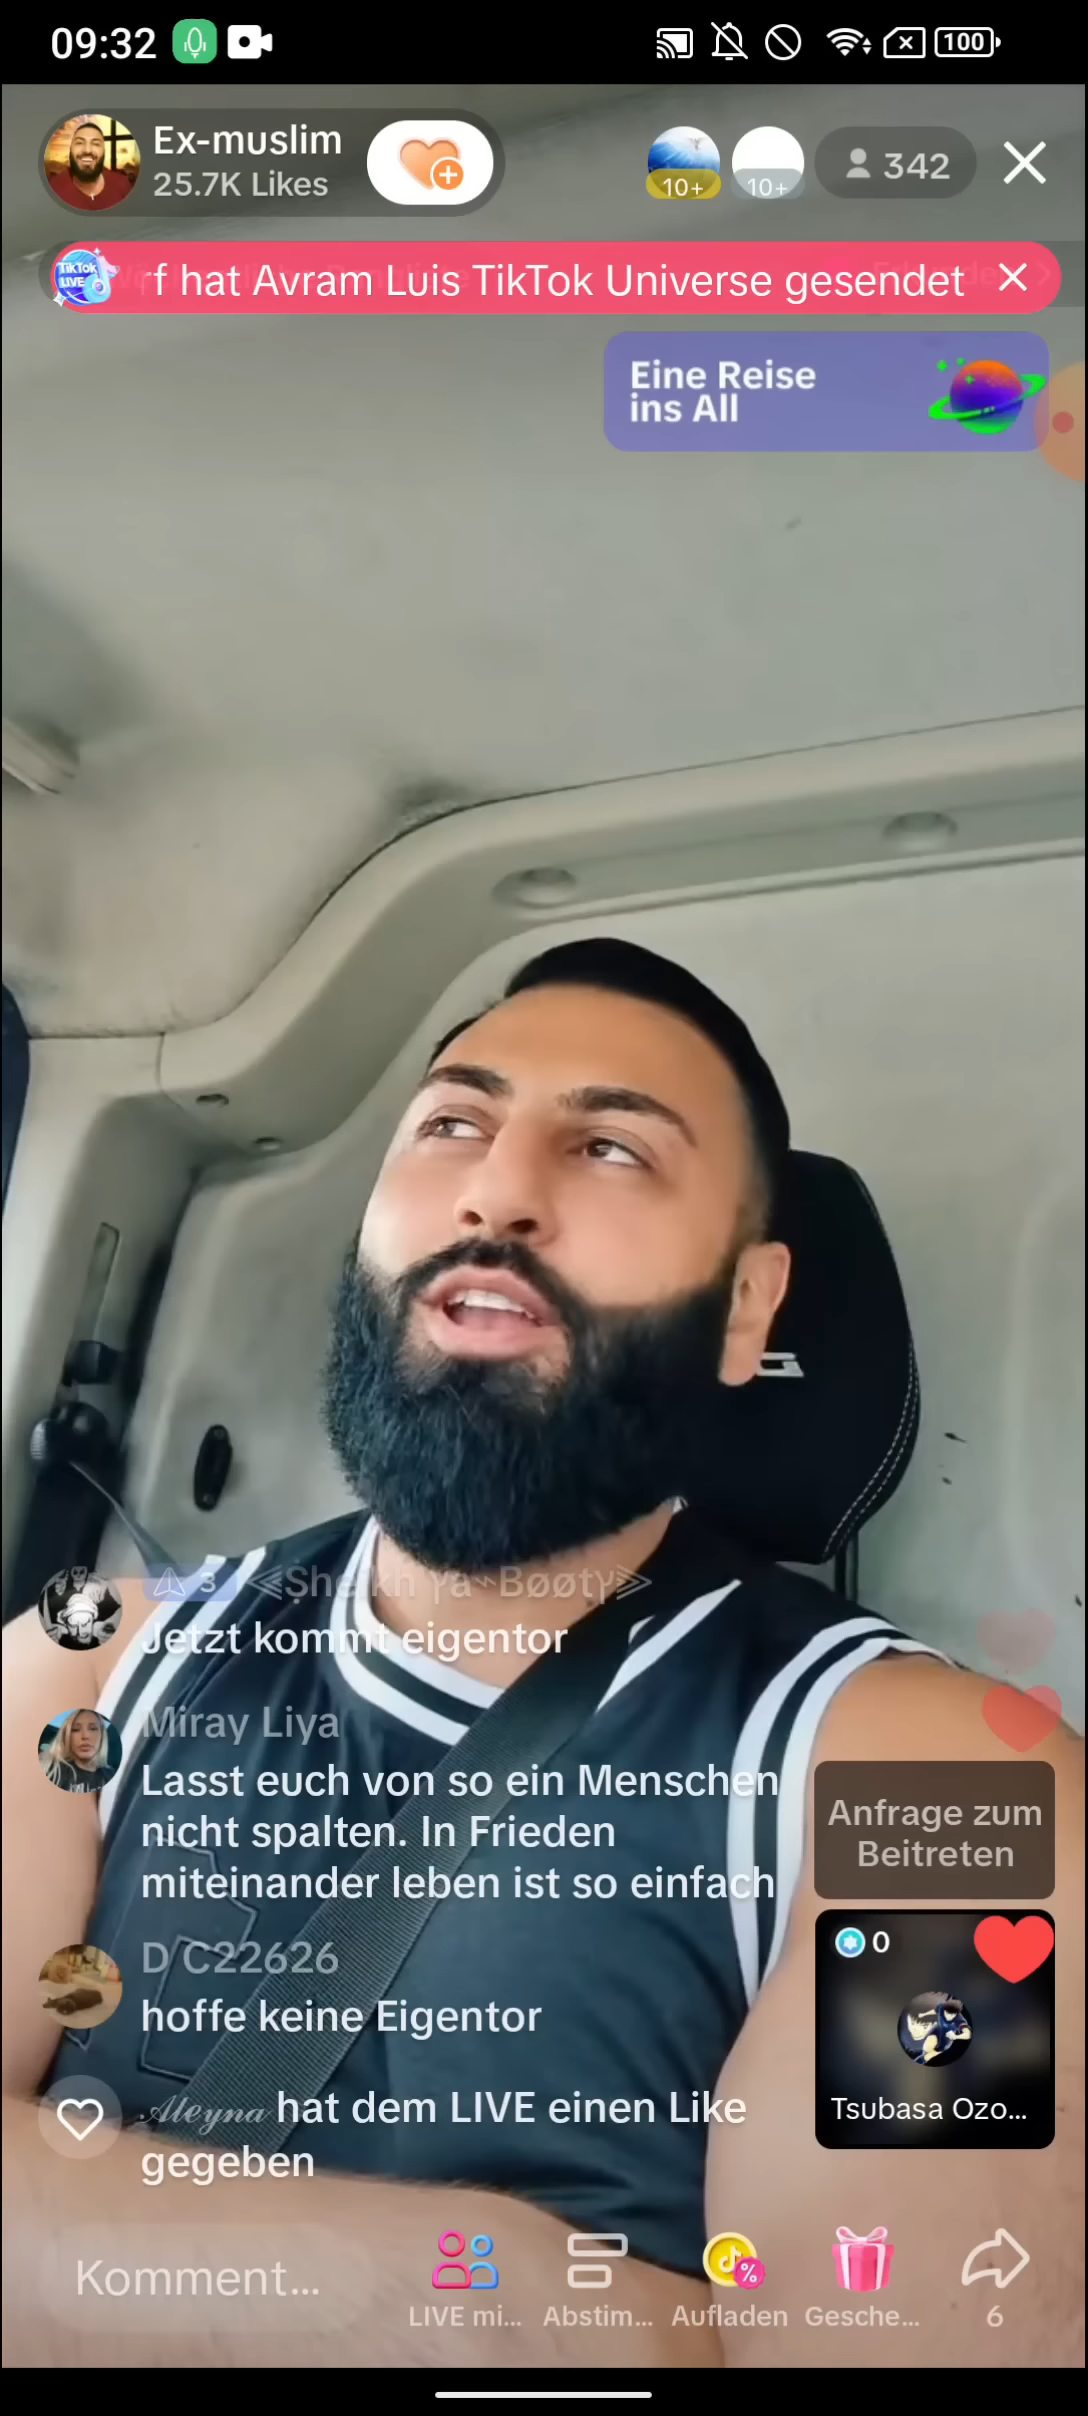 09:32
100
Ex-muslim
25.7K Likes
10+
10+
342
TikTok
LIVE
rf hat Avram Luis TikTok Universe gesendet
Eine Reise
ins All
3
Jetzt kommt eigentor
Miray Liya
Lasst euch von so ein Menschen
nicht spalten. In Frieden
miteinander leben ist so einfach
Anfrage zum
Beitreten
D C22626
hoffe keine Eigentor
0
Tsubasa Ozo...
Aleyna hat dem LIVE einen Like
gegeben
Komment...
LIVE mi...
Abstim...
Aufladen
Gesche...
6